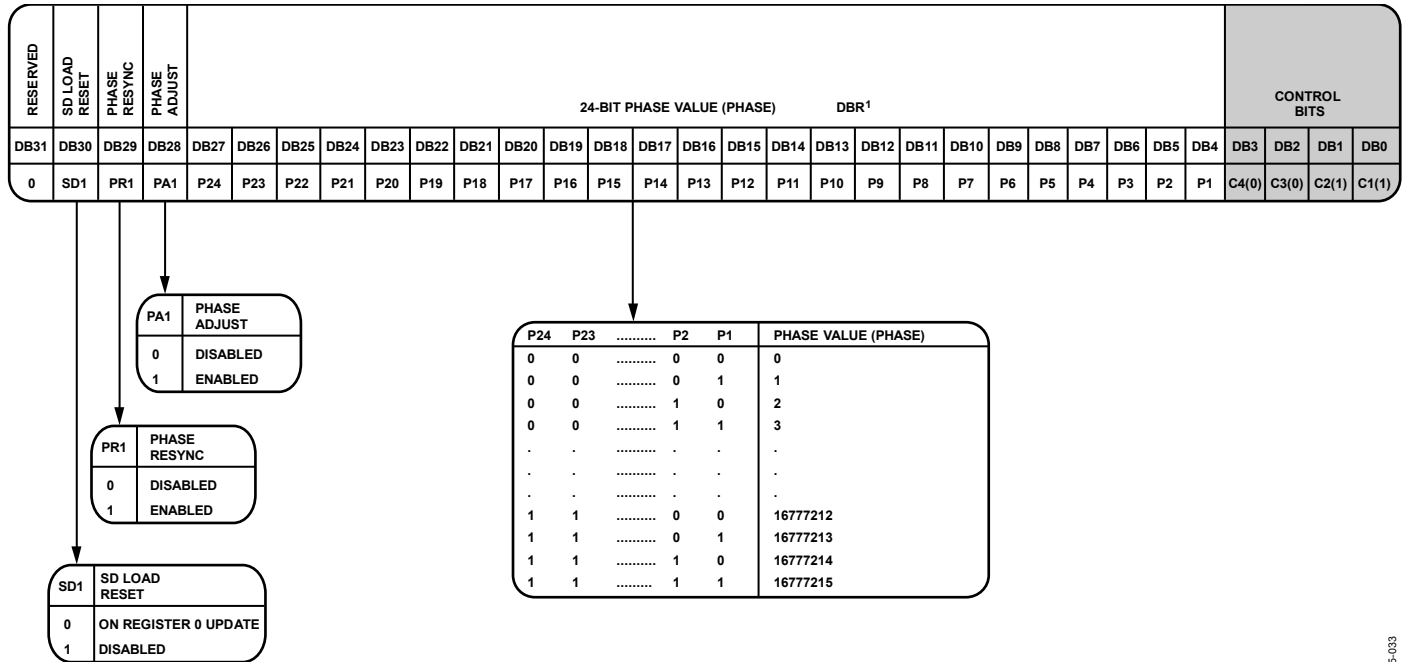 RESERVED
SD LOAD
RESET
PHASE
RESYNC
PHASE
ADJUST
24-BIT PHASE VALUE (PHASE) DBR1
CONTROL
BITS
DB31 DB30 DB29 DB28 DB27 DB26 DB25 DB24 DB23 DB22 DB21 DB20 DB19 DB18 DB17 DB16 DB15 DB14 DB13 DB12 DB11 DB10 DB9 DB8 DB7 DB6 DB5 DB4 DB3 DB2 DB1 DB0
0 SD1 PR1 PA1 P24 P23 P22 P21 P20 P19 P18 P17 P16 P15 P14 P13 P12 P11 P10 P9 P8 P7 P6 P5 P4 P3 P2 P1 C4(0) C3(0) C2(1) C1(1)
PA1 PHASE
ADJUST
0 DISABLED
1 ENABLED
PR1 PHASE
RESYNC
0 DISABLED
1 ENABLED
SD1 SD LOAD
RESET
0 ON REGISTER 0 UPDATE
1 DISABLED
P24 P23 .......... P2 P1 PHASE VALUE (PHASE)
0 0 .......... 0 0 0
0 0 .......... 0 1 1
0 0 .......... 1 0 2
0 0 .......... 1 1 3
. . .......... . . .
. . .......... . . .
. . .......... . . .
1 1 .......... 0 0 16777212
1 1 .......... 0 1 16777213
1 1 .......... 1 0 16777214
1 1 ......... 1 1 16777215